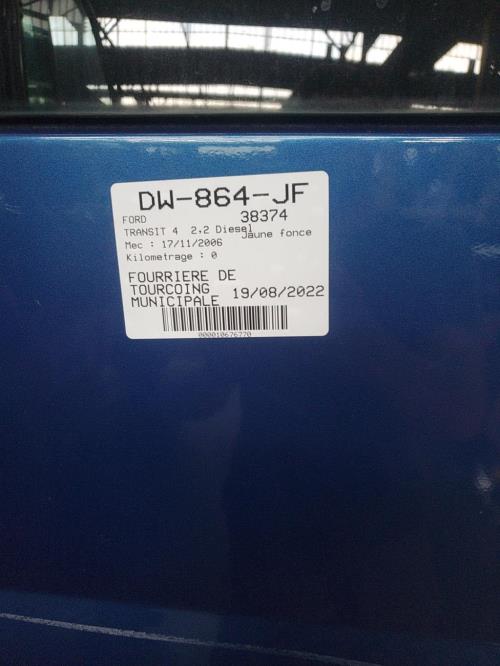 DW-864-JF
FORD 38374
TRANSIT 4 2.2 Diesel Jaune fonce
Mec : 17/11/2006
Kilometrage : 0
FOURRIERE DE
TOURCOING
MUNICIPALE 19/08/2022
000010676770